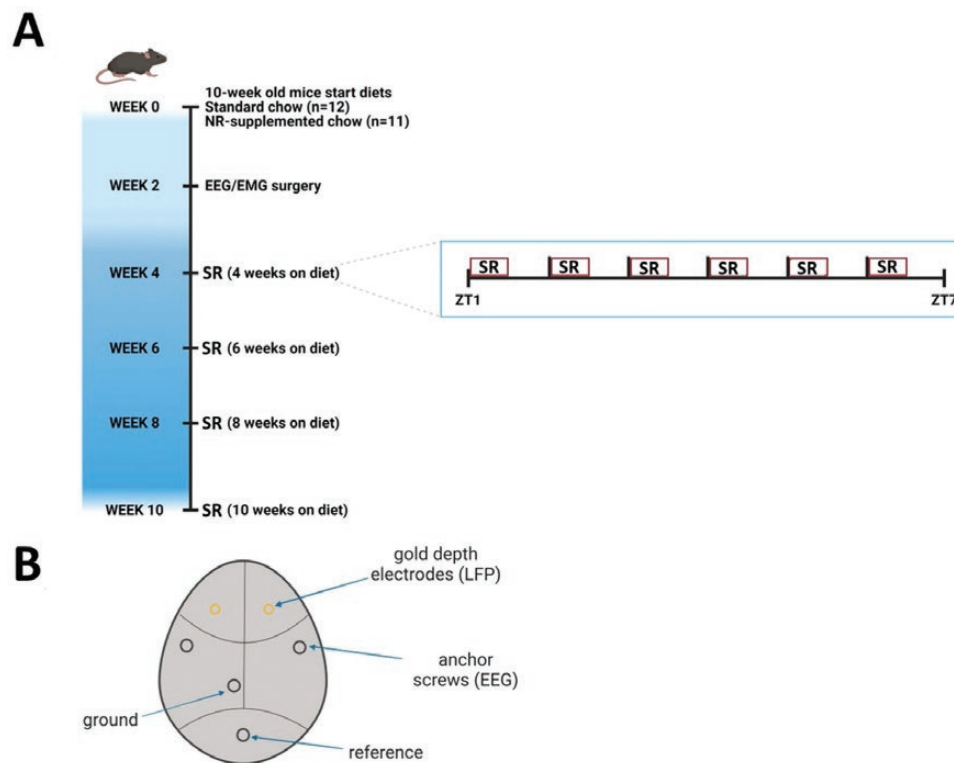 A
WEEK 0
10-week old mice start diets
Standard chow (n=12)
NR-supplemented chow (n=11)
WEEK 2
EEG/EMG surgery
WEEK 4
SR (4 weeks on diet)
SR SR SR SR SR SR
ZT1
ZT7
WEEK 6
SR (6 weeks on diet)
WEEK 8
SR (8 weeks on diet)
WEEK 10
SR (10 weeks on diet)
B
gold depth
electrodes (LFP)
anchor
screws (EEG)
ground
reference